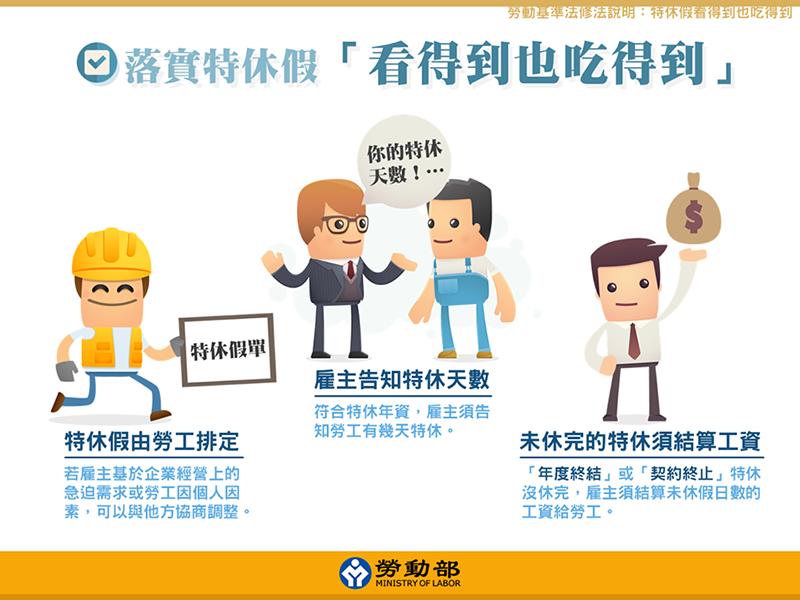 勞動基準法修法說明：特休假看得到也吃得到
落實特休假「看得到也吃得到」
你的特休
天數！…
特休假單
雇主告知特休天數
符合特休年資，雇主須告
知勞工有幾天特休。
特休假由勞工排定
若雇主基於企業經營上的
急迫需求或勞工因個人因
素，可以與他方協商調整。
$
未休完的特休須結算工資
「年度終結」或「契約終止」特休
沒休完，雇主須結算未休假日數的
工資給勞工。
勞動部
MINISTRY OF LABOR